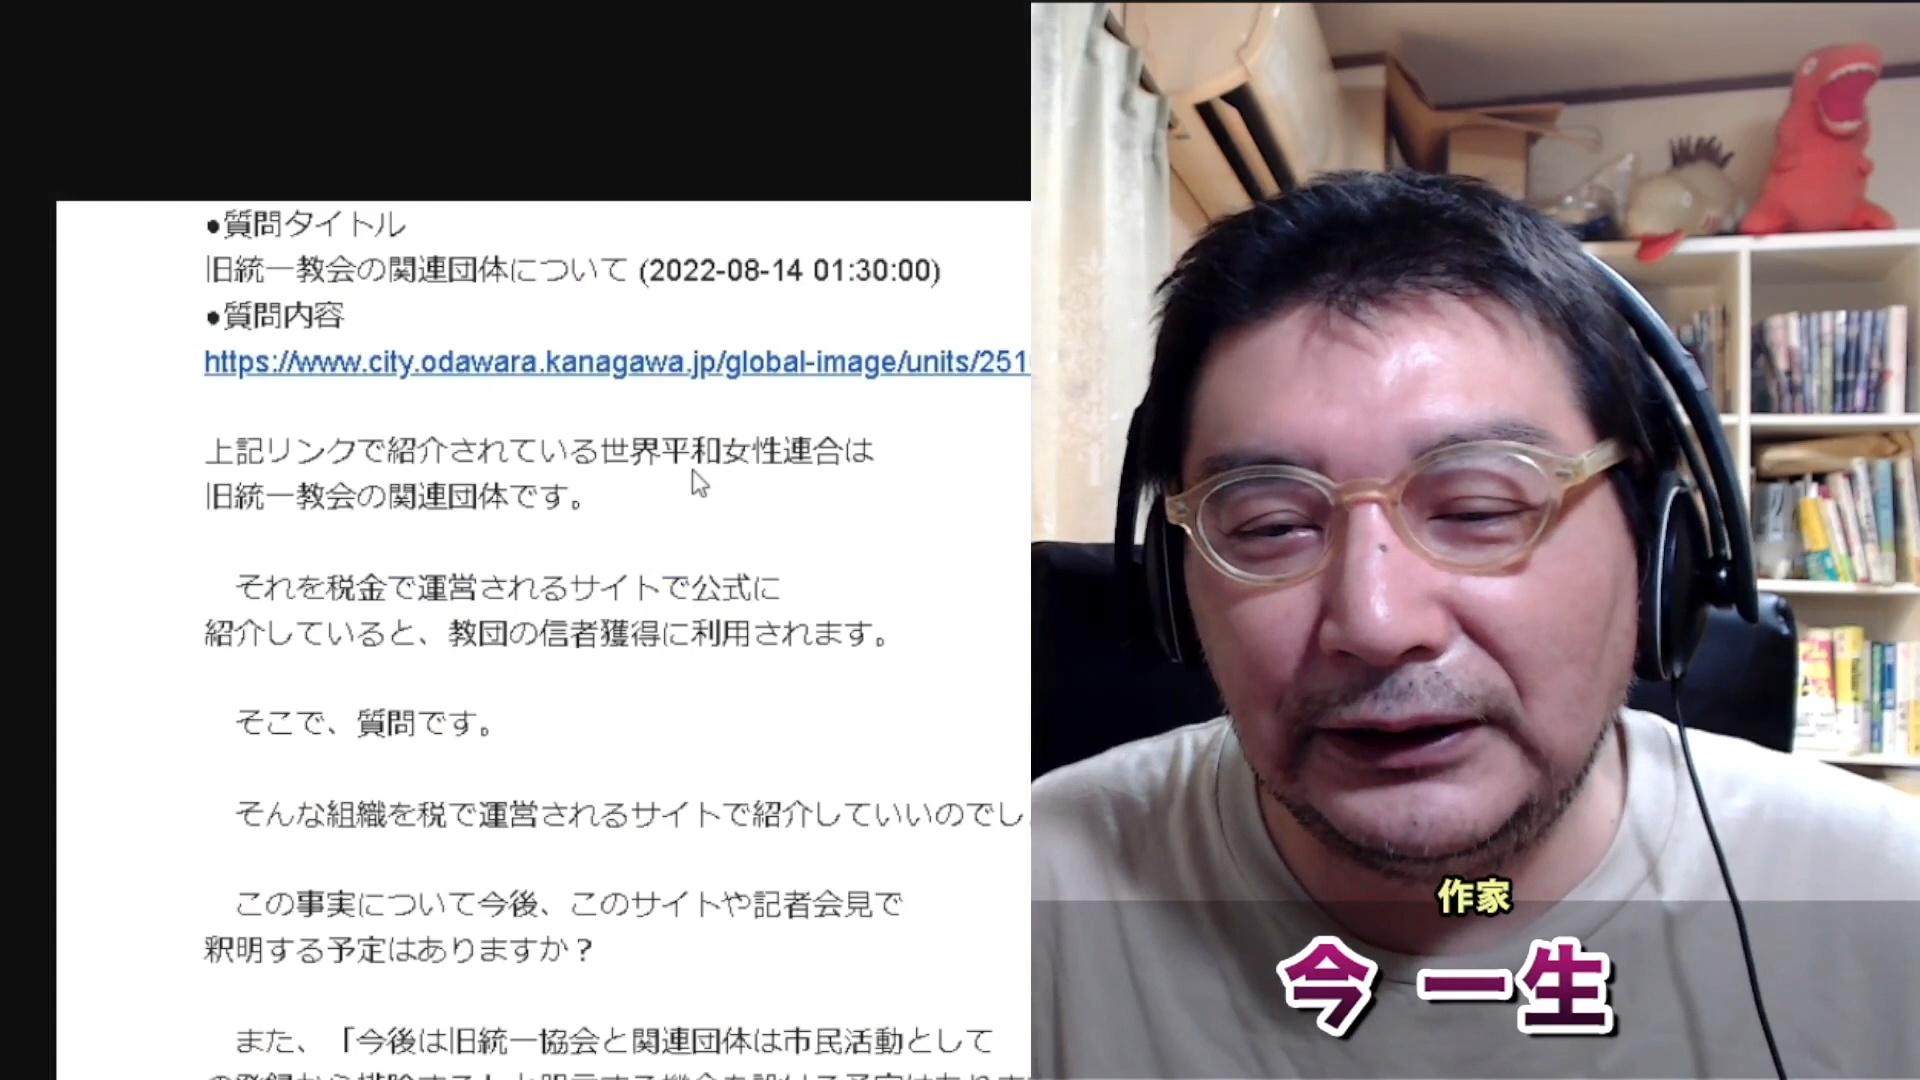 ●質問タイトル
旧統一教会の関連団体について (2022-08-14 01:30:00)
●質問内容
https://www.city.odawara.kanagawa.jp/global-image/units/251
上記リンクで紹介されている世界平和女性連合は
旧統一教会の関連団体です。
それを税金で運営されるサイトで公式に
紹介していると、教団の信者獲得に利用されます。
そこで、質問です。
そんな組織を税で運営されるサイトで紹介していいのでし
この事実について今後、このサイトや記者会見で
釈明する予定はありますか？
また、「今後は旧統一協会と関連団体は市民活動として
作家
今 一生